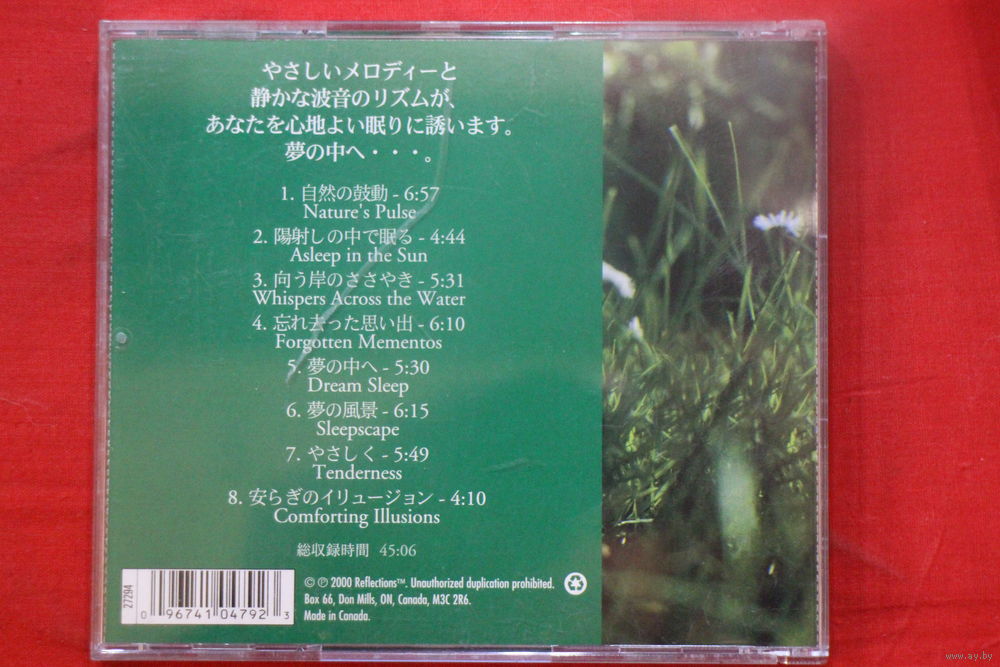 やさしいメロディーと
静かな波音のリズムが、
あなたを心地よい眠りに誘います。
夢の中へ・・・。
1. 自然の鼓動 - 6:57
Nature's Pulse
2. 陽射しの中で眠る - 4:44
Asleep in the Sun
3. 向う岸のささやき - 5:31
Whispers Across the Water
4. 忘れ去った思い出 - 6:10
Forgotten Mementos
5. 夢の中へ - 5:30
Dream Sleep
6. 夢の風景 - 6:15
Sleepscape
7. やさしく - 5:49
Tenderness
8. 安らぎのイリュージョン - 4:10
Comforting Illusions
総収録時間 45:06
27294
0 96741 04792 3
© ℗ 2000 Reflections™. Unauthorized duplication prohibited.
Box 66, Don Mills, ON, Canada, M3C 2R6.
Made in Canada.
www.ay.by